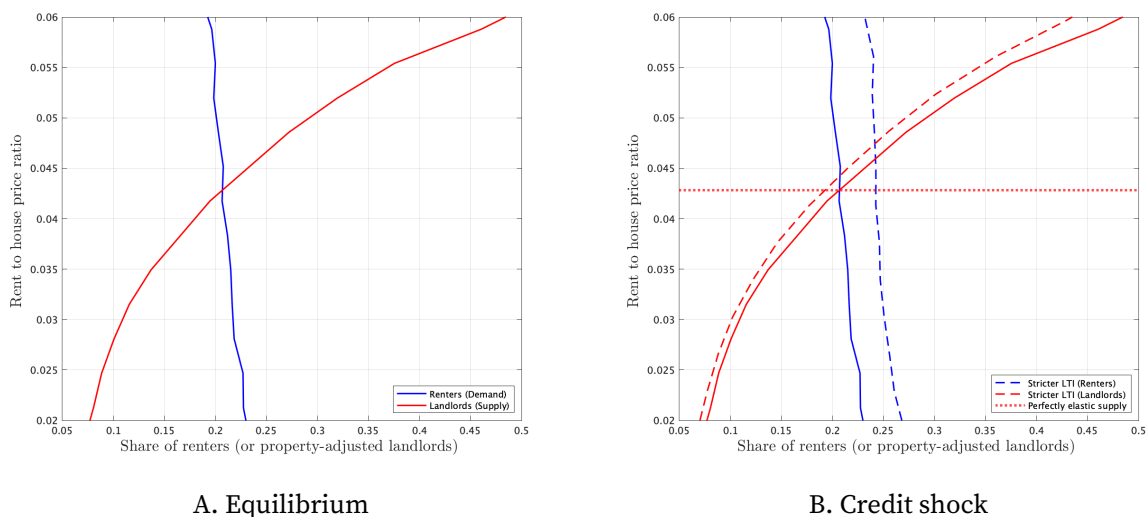 0.06
0.055
0.05
0.045
0.04
0.035
0.03
0.025
0.02
Rent to house price ratio
0.05 0.1 0.15 0.2 0.25 0.3 0.35 0.4 0.45 0.5
Share of renters (or property-adjusted landlords)
Renters (Demand)
Landlords (Supply)
A. Equilibrium
0.06
0.055
0.05
0.045
0.04
0.035
0.03
0.025
0.02
Rent to house price ratio
0.05 0.1 0.15 0.2 0.25 0.3 0.35 0.4 0.45 0.5
Share of renters (or property-adjusted landlords)
Stricter LTI (Renters)
Stricter LTI (Landlords)
Perfectly elastic supply
B. Credit shock